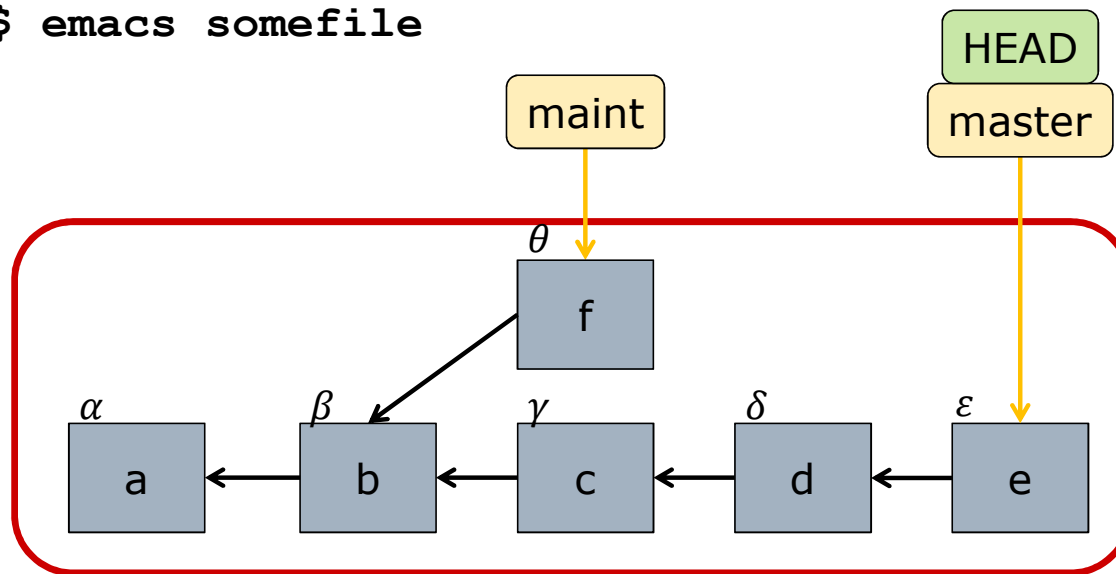 $ emacs somefile
HEAD
maint
master
θ
f
α
β
γ
δ
ε
a
b
c
d
e